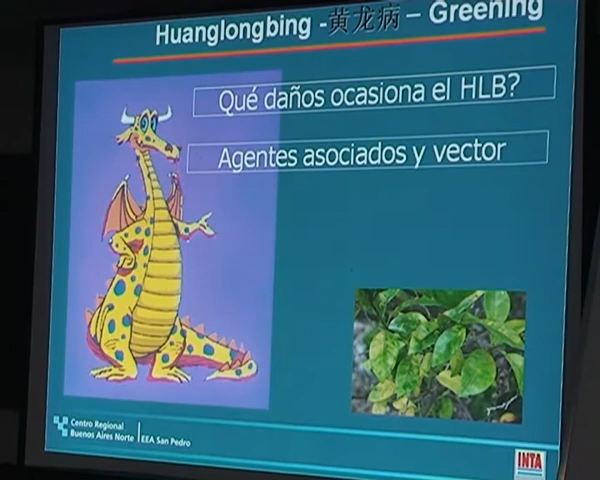 Huanglongbing -黄龙病 – Greening
Qué daños ocasiona el HLB?
Agentes asociados y vector
Centro Regional
Buenos Aires Norte
EEA San Pedro
INTA